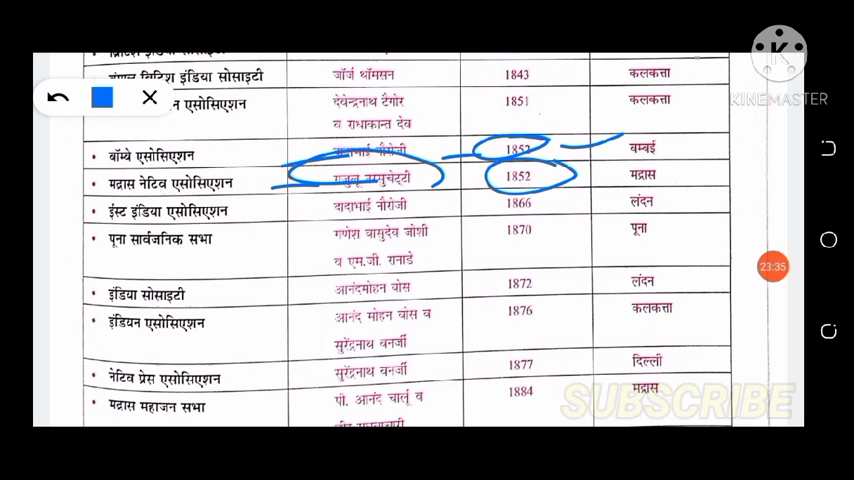 ब्रिटिश इंडिया सोसाइटी
बंगाल ब्रिटिश इंडिया सोसाइटी जॉर्ज थॉमसन 1843 कलकत्ता
एसोसिएशन देवेन्द्रनाथ टैगोर 1851 कलकत्ता
व राधाकान्त देव
• बॉम्बे एसोसिएशन दादाभाई नौरोजी 1852 बम्बई
• मद्रास नेटिव एसोसिएशन 1852 मद्रास
• ईस्ट इंडिया एसोसिएशन दादाभाई नौरोजी 1866 लंदन
• पूना सार्वजनिक सभा गणेश वासुदेव जोशी 1870 पूना
व एम.जी. रानाडे
• इंडिया सोसाइटी आनंदमोहन बोस 1872 लंदन
• इंडियन एसोसिएशन आनंद मोहन बोस व 1876 कलकत्ता
सुरेंद्रनाथ बनर्जी
• नेटिव प्रेस एसोसिएशन सुरेंद्रनाथ बनर्जी 1877 दिल्ली
• मद्रास महाजन सभा पी. आनंद चार्लू व 1884 मद्रास
KINEMASTER
23:35
SUBSCRIBE